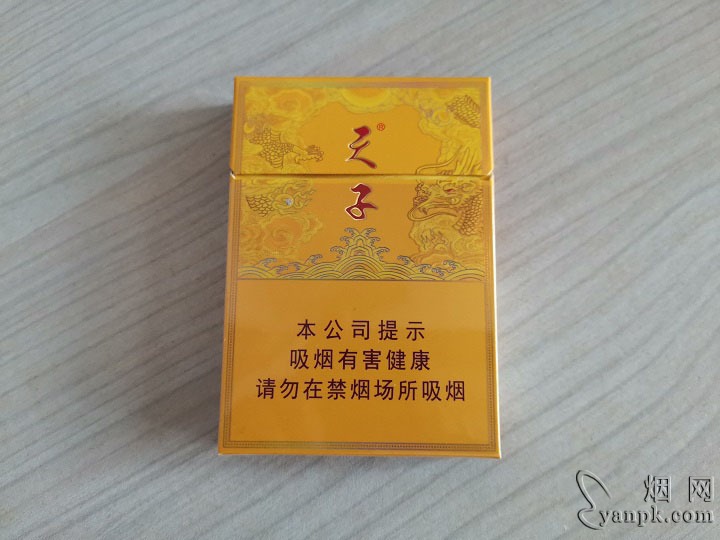 天®
子
本公司提示
吸烟有害健康
请勿在禁烟场所吸烟
烟网
yanpk.com